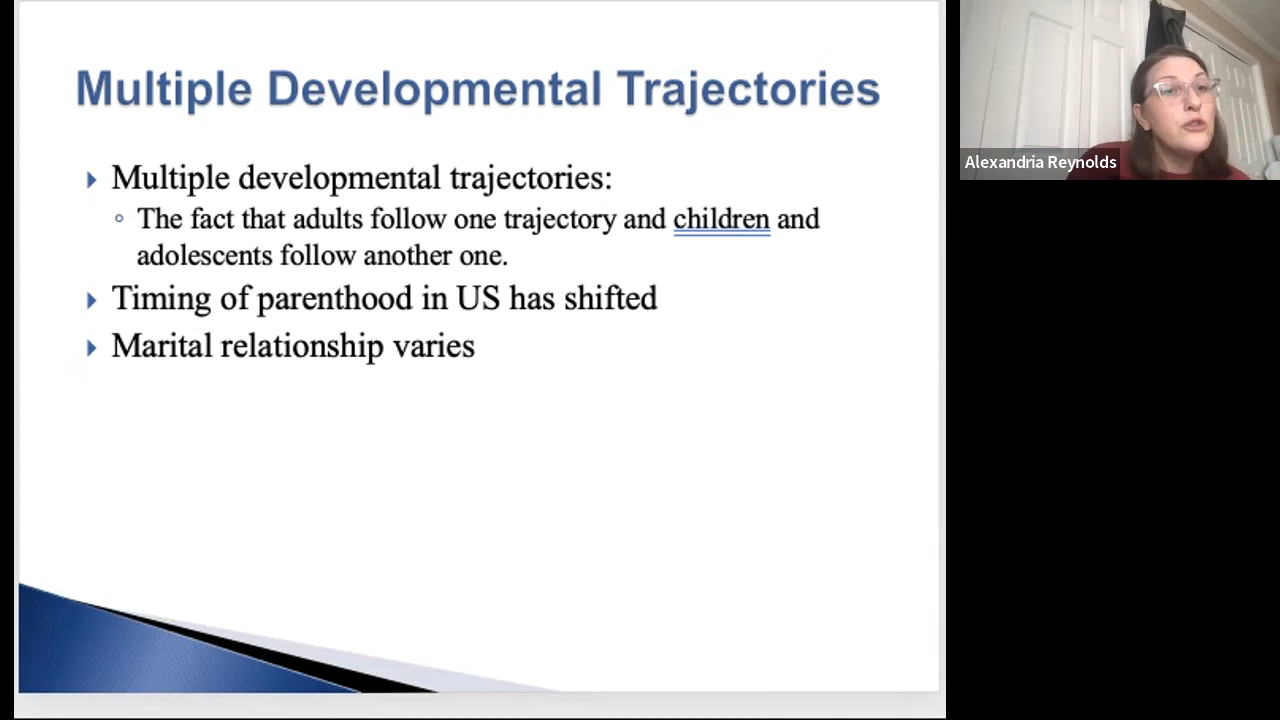 Multiple Developmental Trajectories
Multiple developmental trajectories:
The fact that adults follow one trajectory and children and
adolescents follow another one.
Timing of parenthood in US has shifted
Marital relationship varies
Alexandria Reynolds